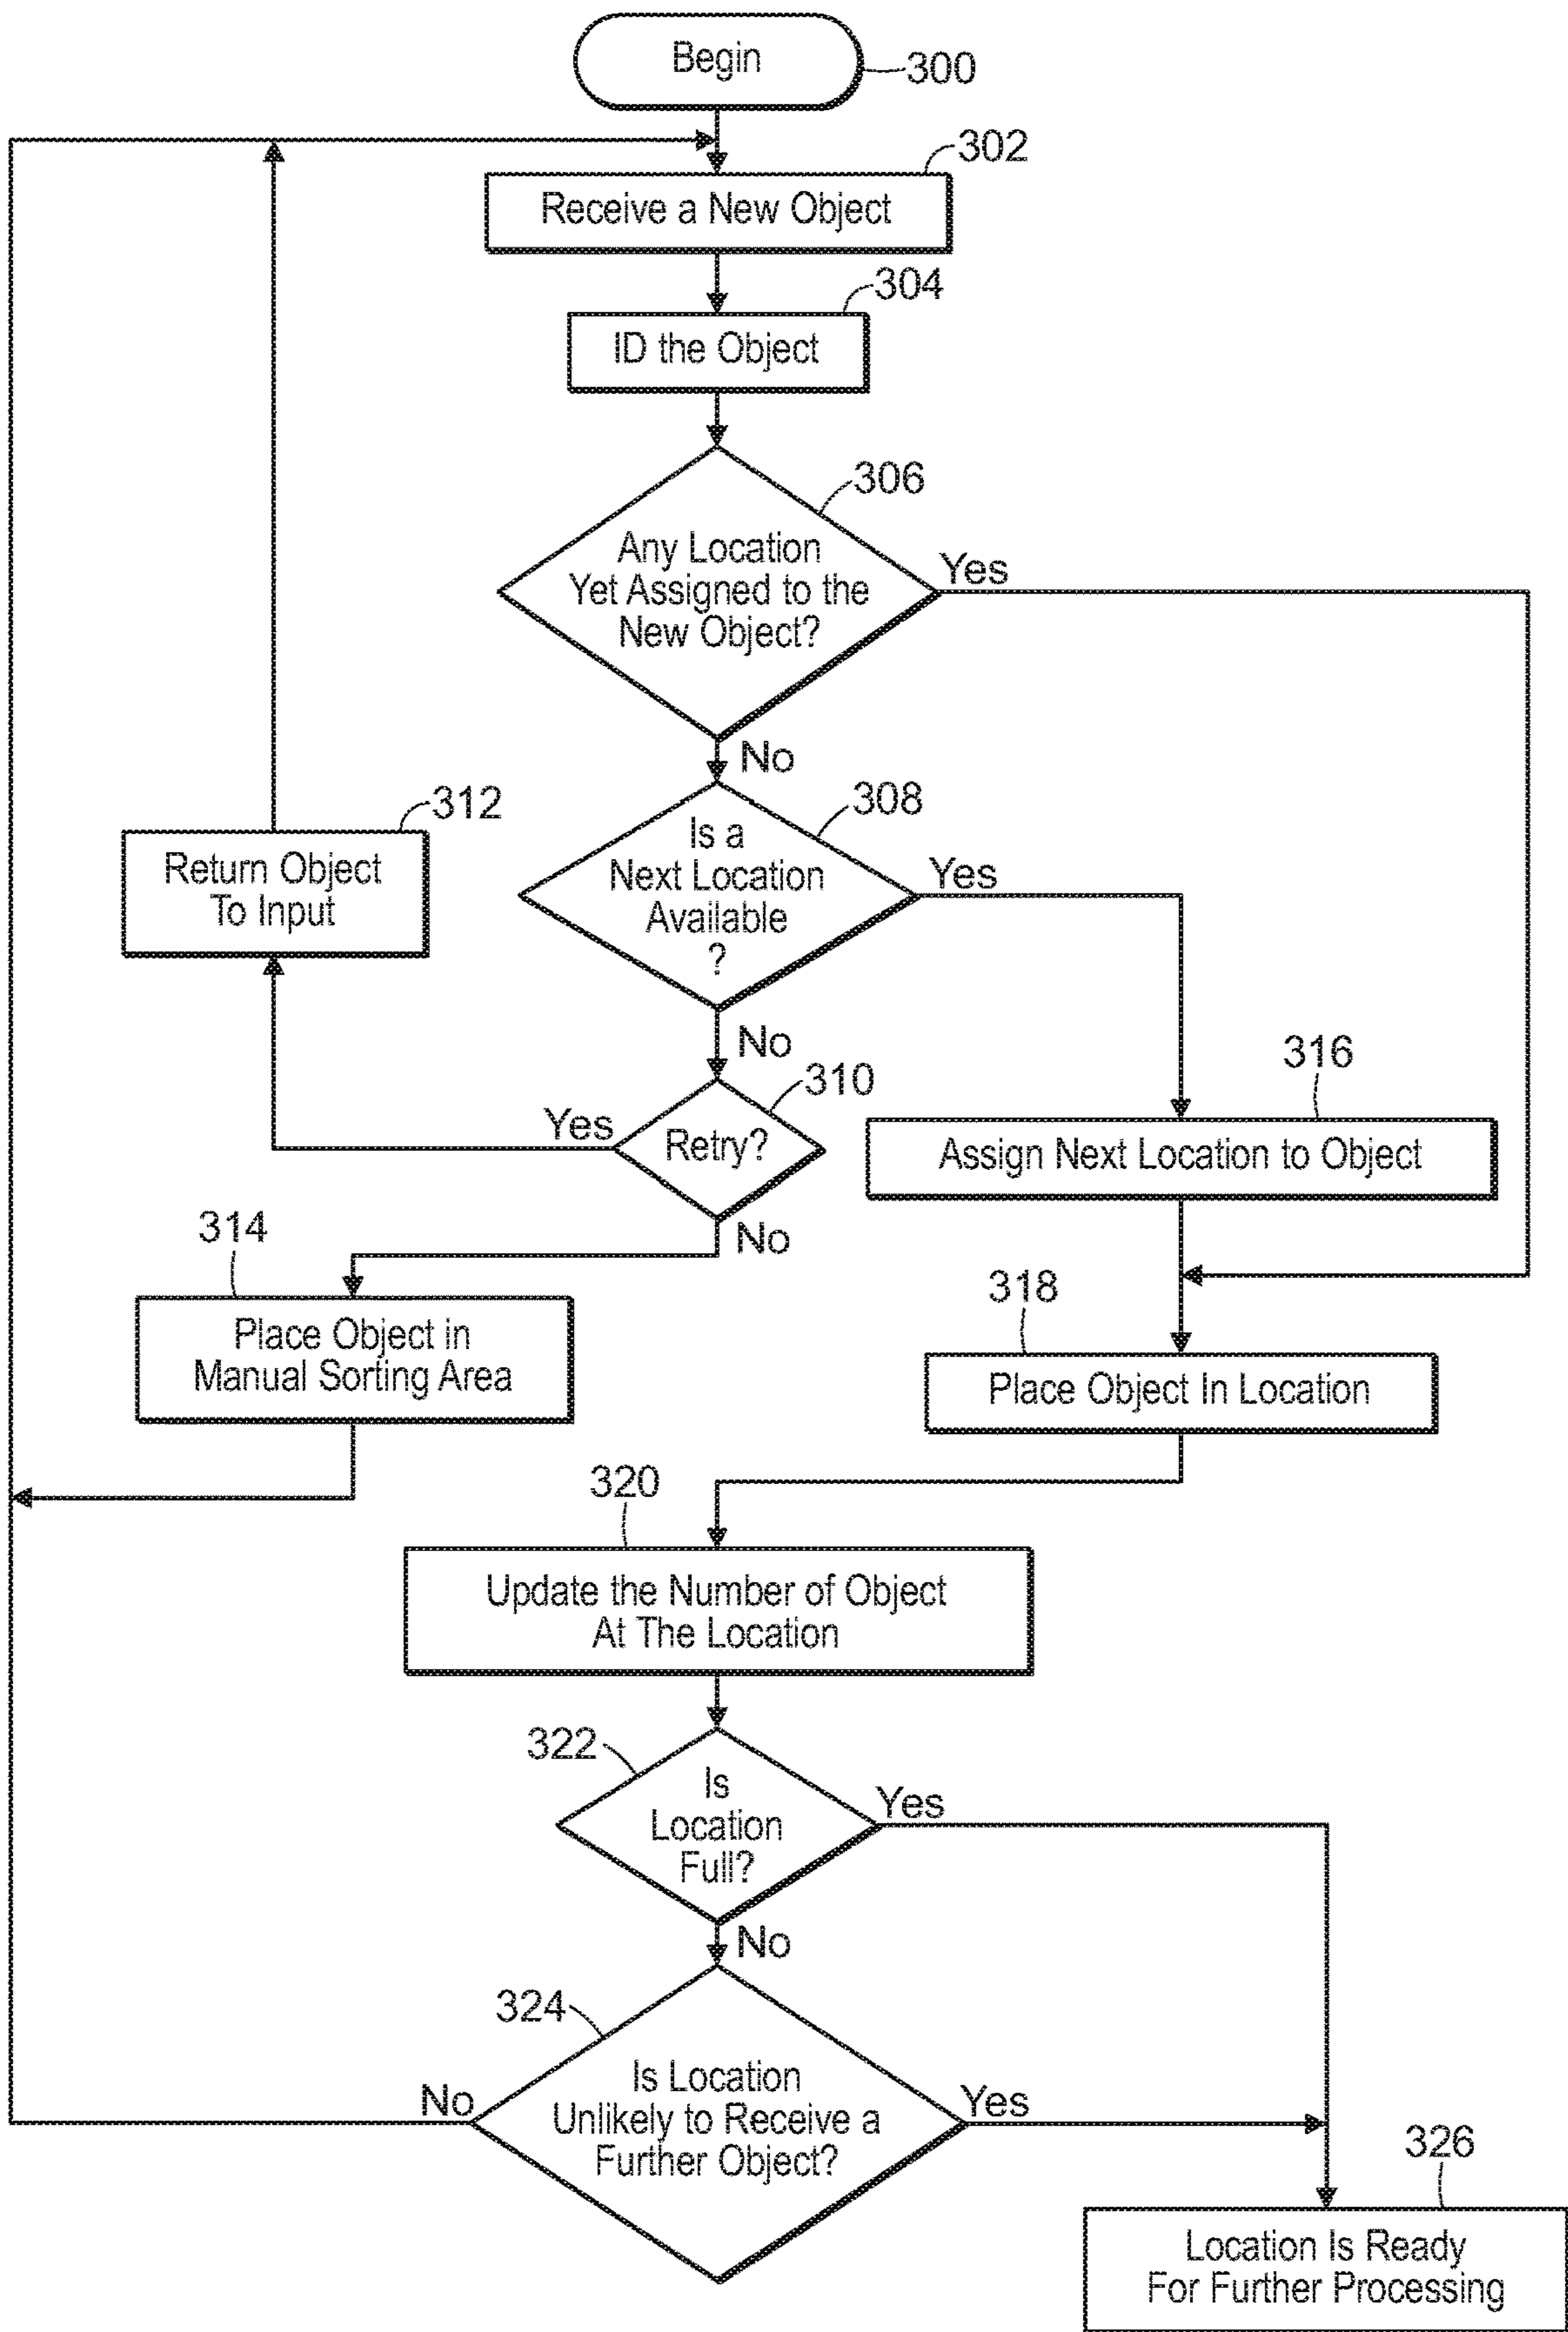 Begin
300
302
Receive a New Object
304
ID the Object
306
Any Location
Yet Assigned to the
New Object?
Yes
No
308
312
Is a
Next Location
Available
?
Yes
Return Object
To Input
No
310
316
Yes
Retry?
Assign Next Location to Object
No
314
318
Place Object in
Manual Sorting Area
Place Object In Location
320
Update the Number of Object
At The Location
322
Is
Location
Full?
Yes
No
324
Is Location
Unlikely to Receive a
Further Object?
No
Yes
326
Location Is Ready
For Further Processing